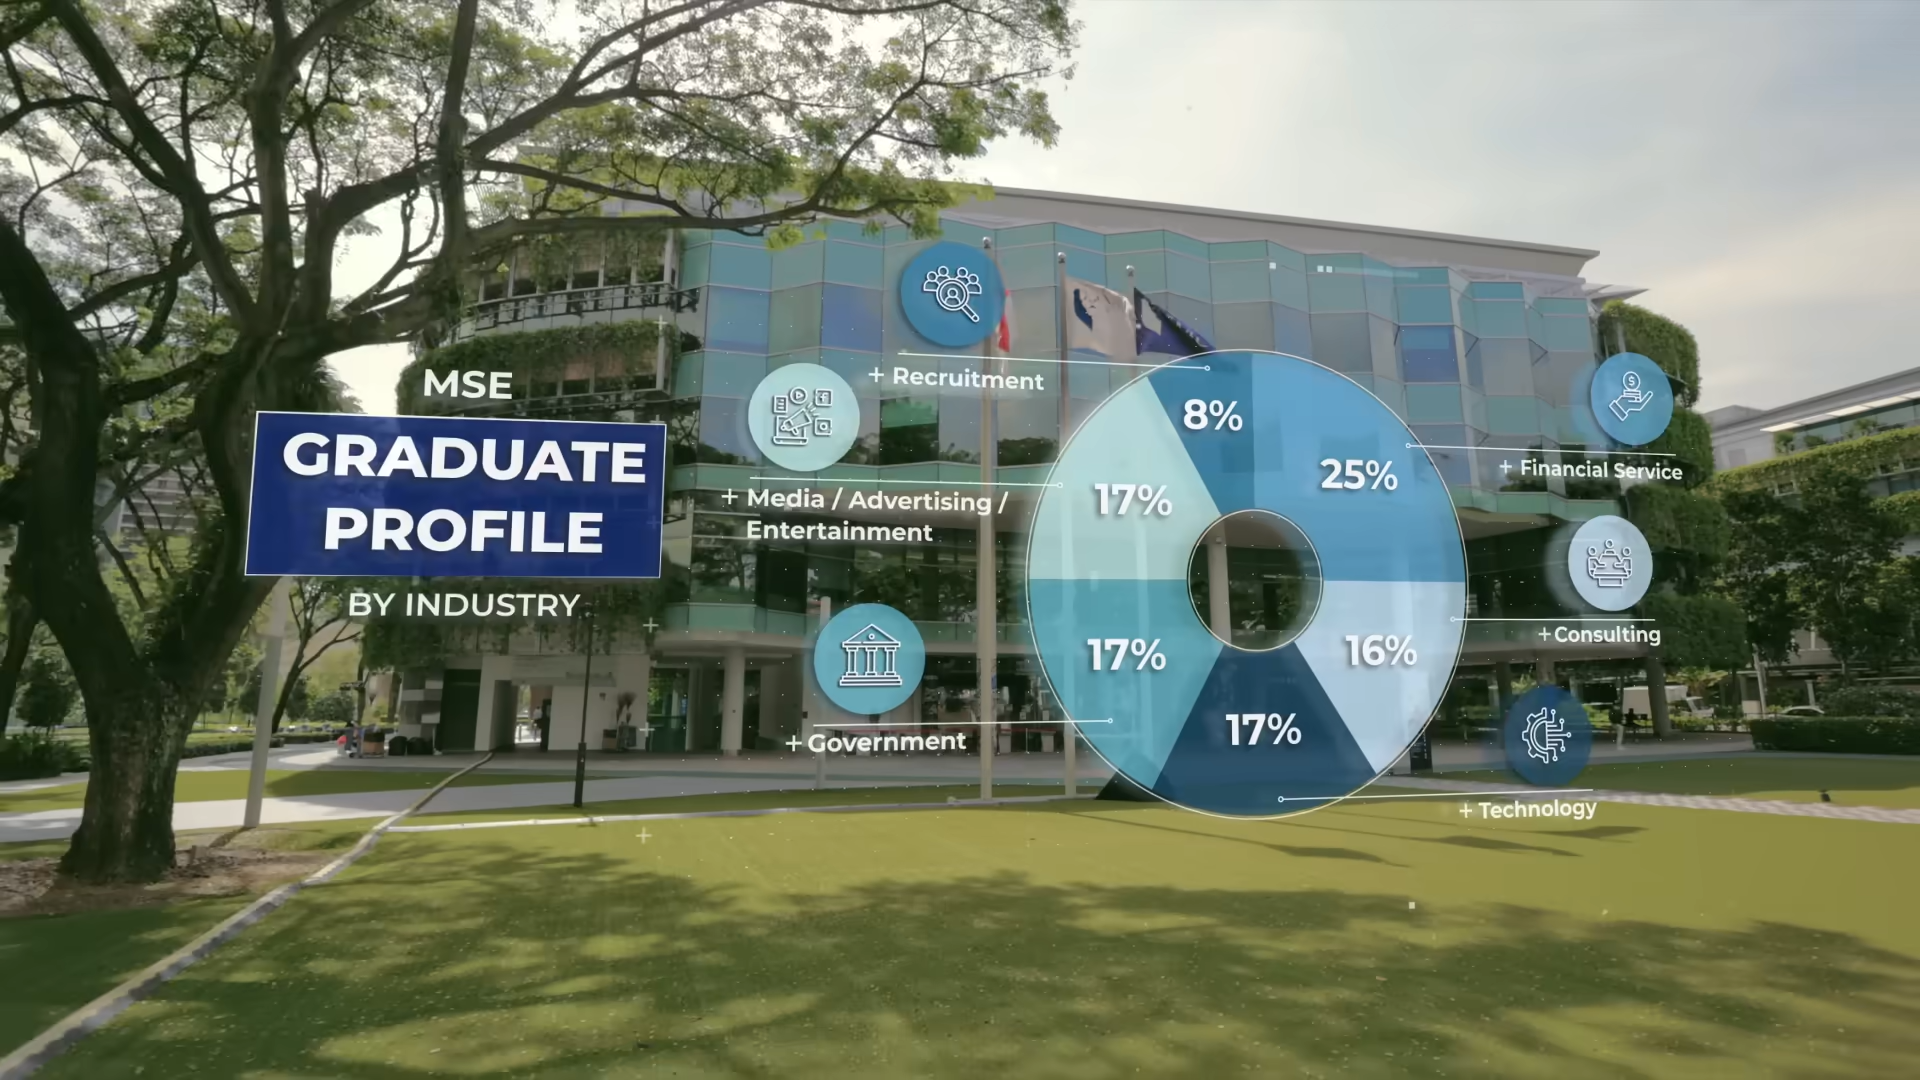 MSE
GRADUATE
PROFILE
BY INDUSTRY
+ Recruitment
+ Media / Advertising /
Entertainment
+ Government
8%
25%
17%
17%
16%
17%
+ Financial Service
+ Consulting
+ Technology